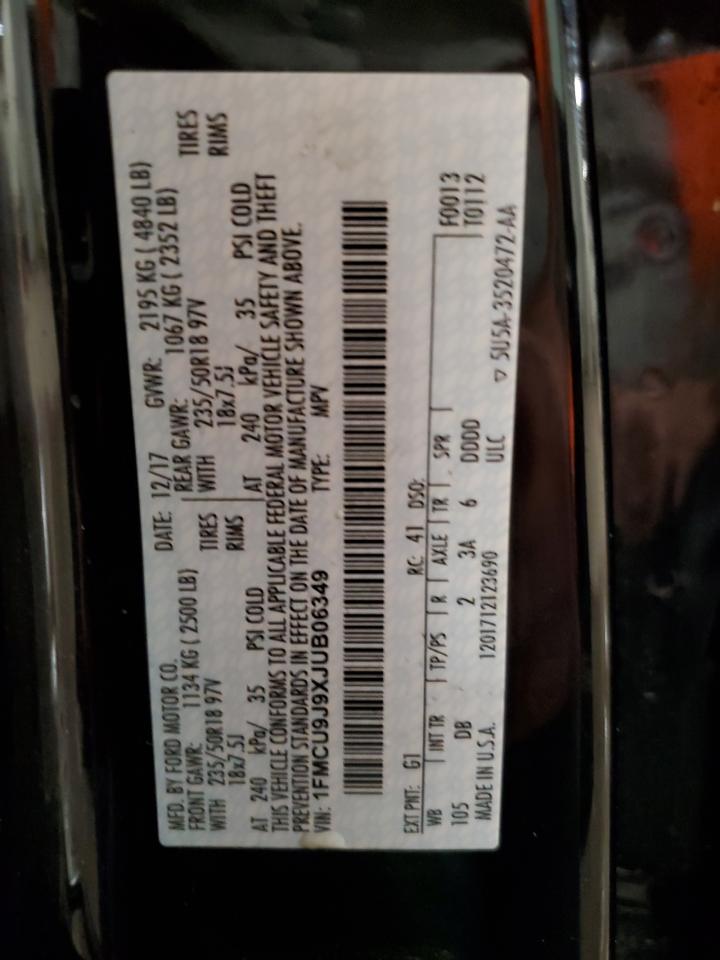 MFD. BY FORD MOTOR CO. DATE: 12/17 GVWR: 2195 KG ( 4840 LB)
FRONT GAWR: 1134 KG ( 2500 LB) REAR GAWR: 1067 KG ( 2352 LB)
WITH 235/50R18 97V TIRES WITH 235/50R18 97V TIRES
18x7.5J RIMS 18x7.5J RIMS
AT 240 kPa/ 35 PSI COLD AT 240 kPa/ 35 PSI COLD
THIS VEHICLE CONFORMS TO ALL APPLICABLE FEDERAL MOTOR VEHICLE SAFETY AND THEFT
PREVENTION STANDARDS IN EFFECT ON THE DATE OF MANUFACTURE SHOWN ABOVE.
VIN: 1FMCU9J9XJUB06349 TYPE: MPV
EXT PNT: G1 RC: 41 DSO:
WB INT TR TP/PS R AXLE TR SPR F0013
105 DB 2 3A 6 DDDD T0112
MADE IN U.S.A. 1201712123690 ULC ▽ 5U5A-3520472-AA